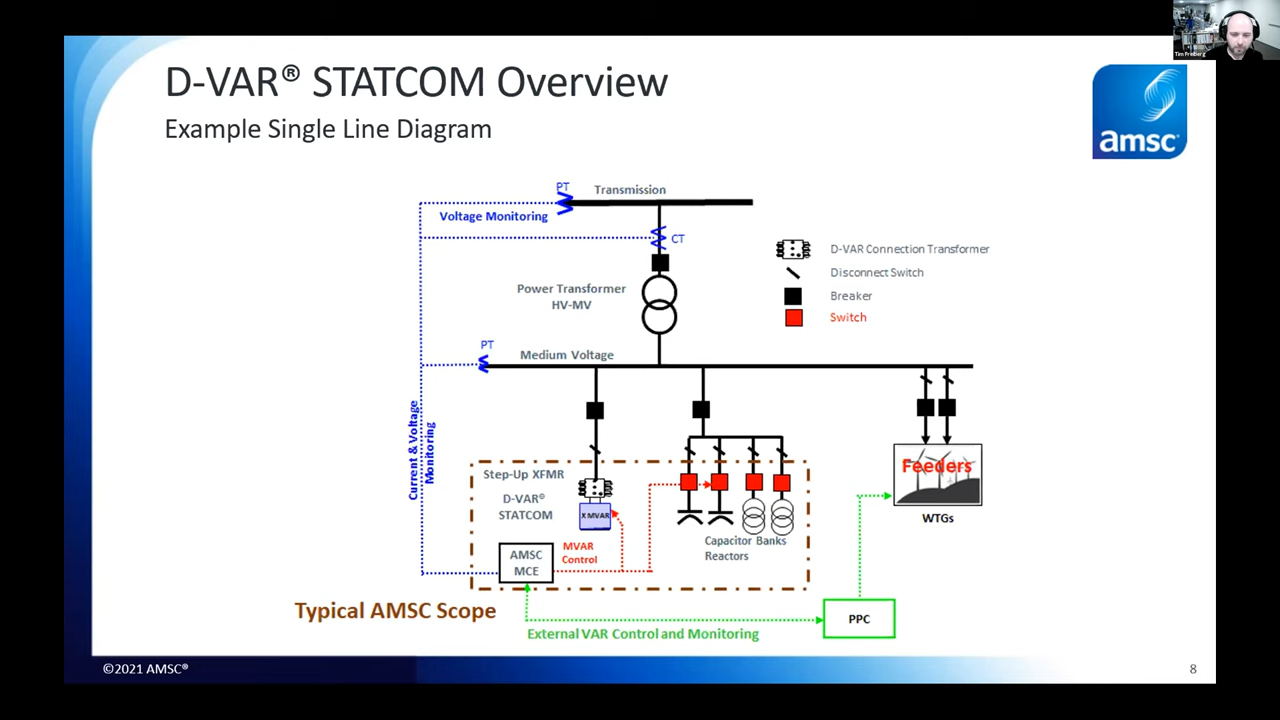 Tim Freiberg
D-VAR® STATCOM Overview
Example Single Line Diagram
amsc
PT
Transmission
Voltage Monitoring
CT
Power Transformer
HV-MV
D-VAR Connection Transformer
Disconnect Switch
Breaker
Switch
PT
Medium Voltage
Current & Voltage
Monitoring
Step-Up XFMR
D-VAR®
STATCOM
X MVAR
Feeders
WTGs
Capacitor Banks
Reactors
AMSC
MCE
MVAR
Control
Typical AMSC Scope
External VAR Control and Monitoring
PPC
©2021 AMSC®
8